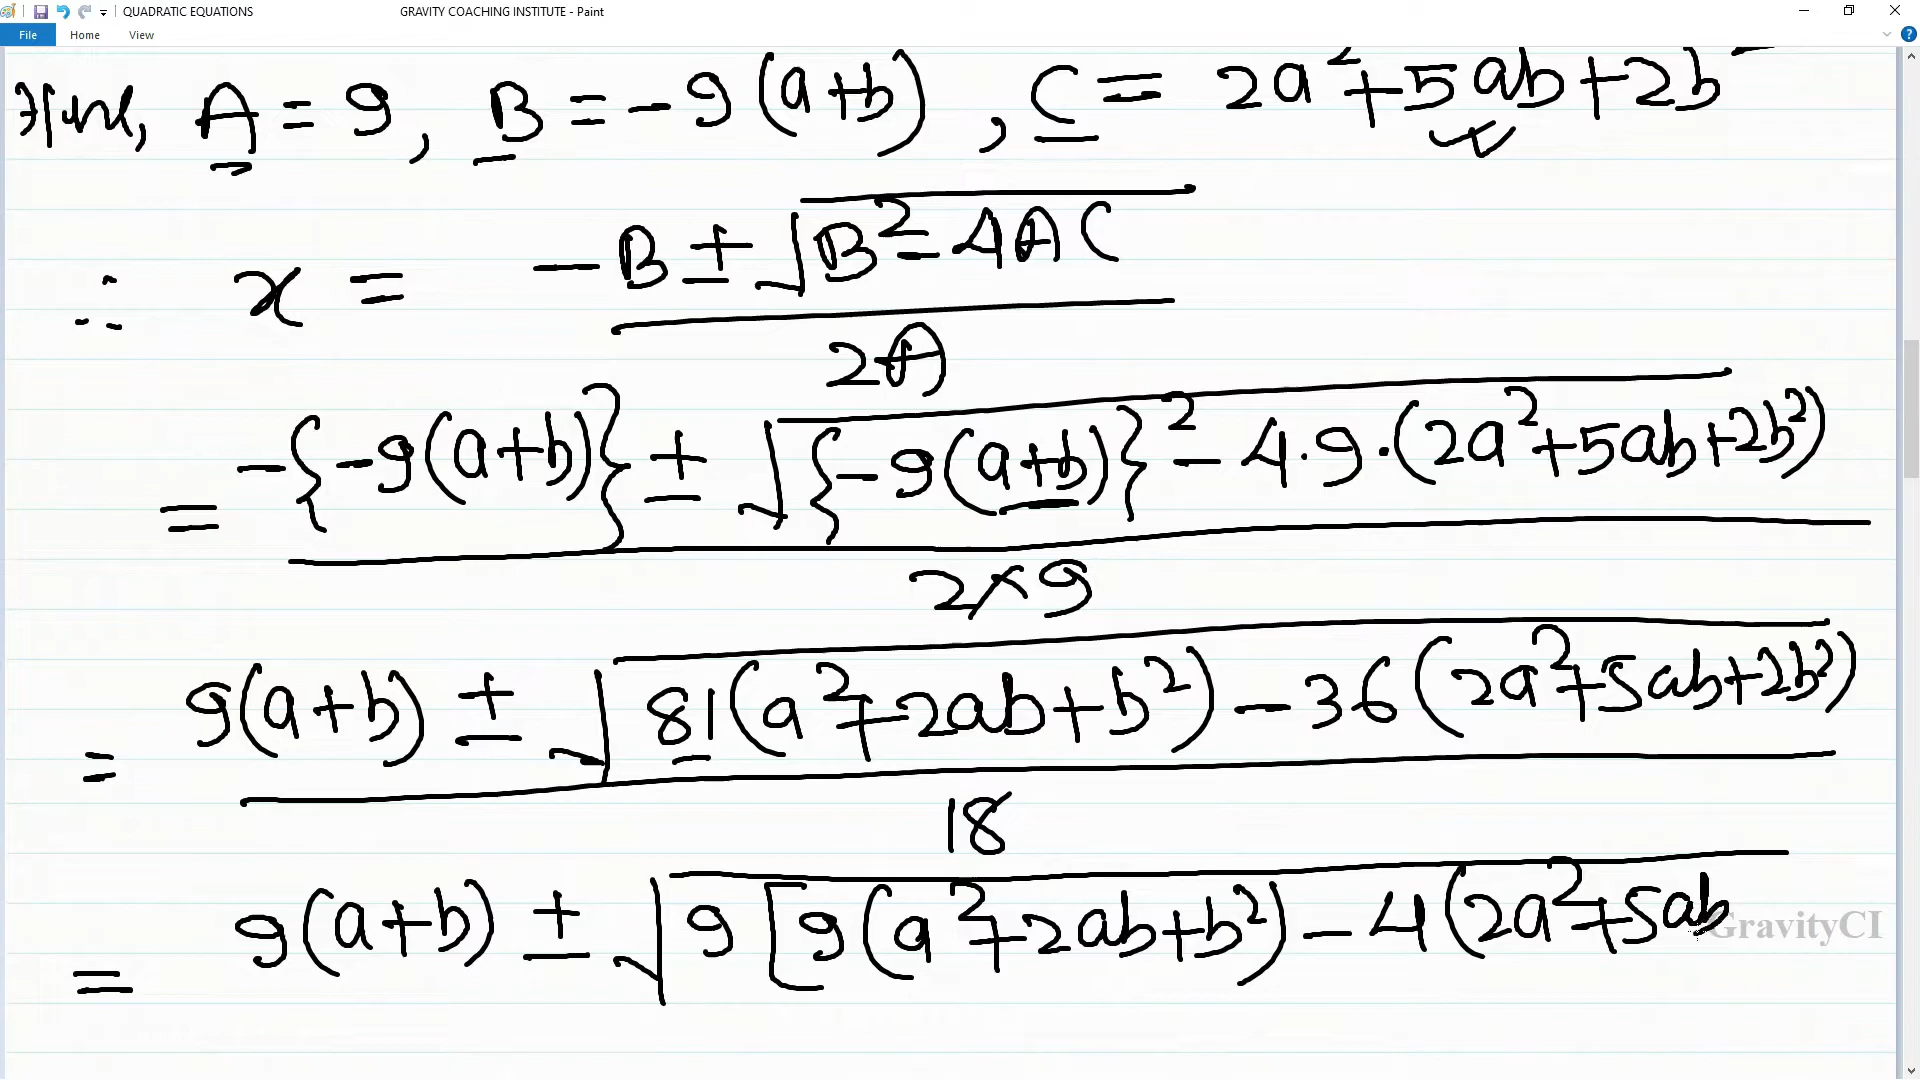 QUADRATIC EQUATIONS GRAVITY COACHING INSTITUTE - Paint
File Home View
A = 9, B = -9(a+b), C = 2a²+5ab+2b²
∴ x = -B ± √B²-4AC
2A
= -{-9(a+b)} ± √{-9(a+b)}² - 4.9.(2a²+5ab+2b²)
2×9
= 9(a+b) ± √81(a²+2ab+b²) - 36(2a²+5ab+2b²)
18
= 9(a+b) ± √9[9(a²+2ab+b²) - 4(2a²+5ab
GravityCI